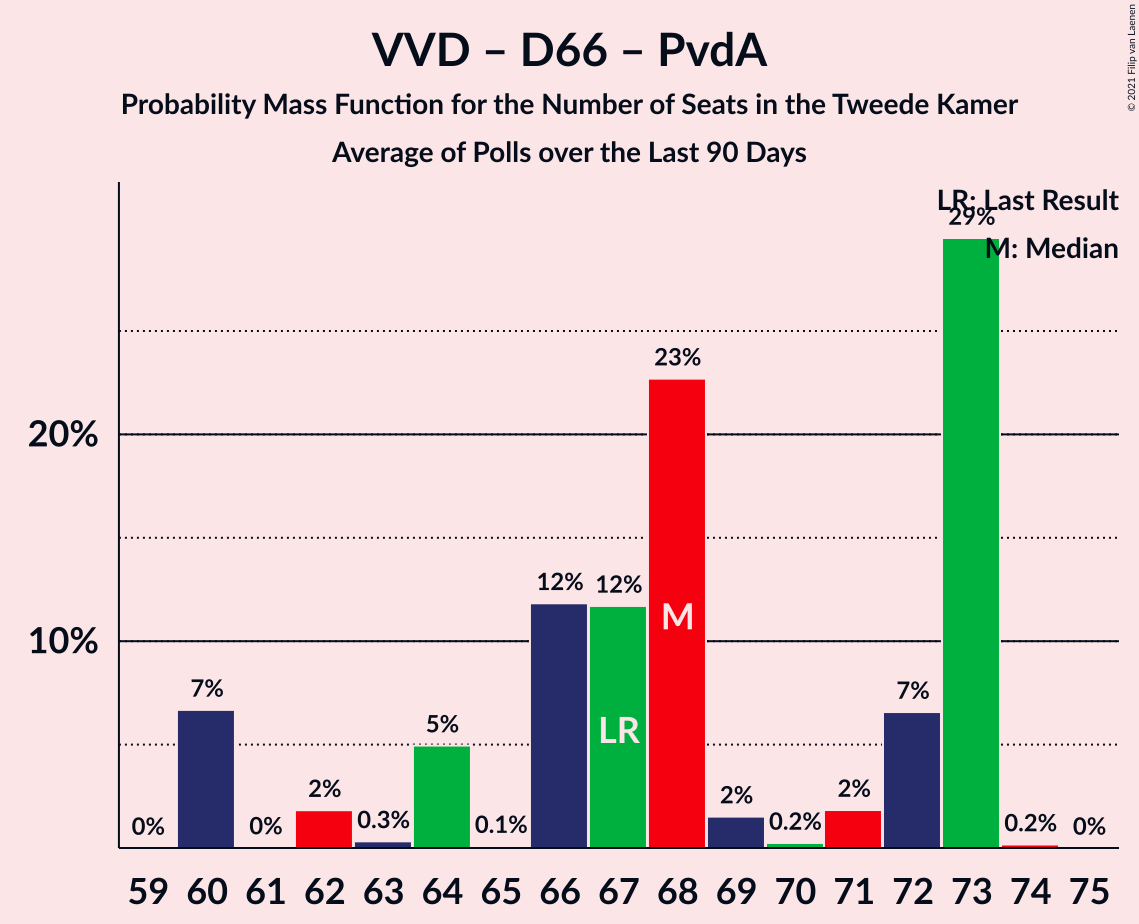 VVD – D66 – PvdA
Probability Mass Function for the Number of Seats in the Tweede Kamer
Average of Polls over the Last 90 Days
© 2021 Filip van Laenen
LR: Last Result
M: Median
29%
23%
20%
12% 12%
10%
M
LR
7%
5%
7%
2%
2%
2%
0%
0%
0.3%
0.1%
0.2%
0.2%
0%
59 60 61 62 63 64 65 66 67 68 69 70 71 72 73 74 75